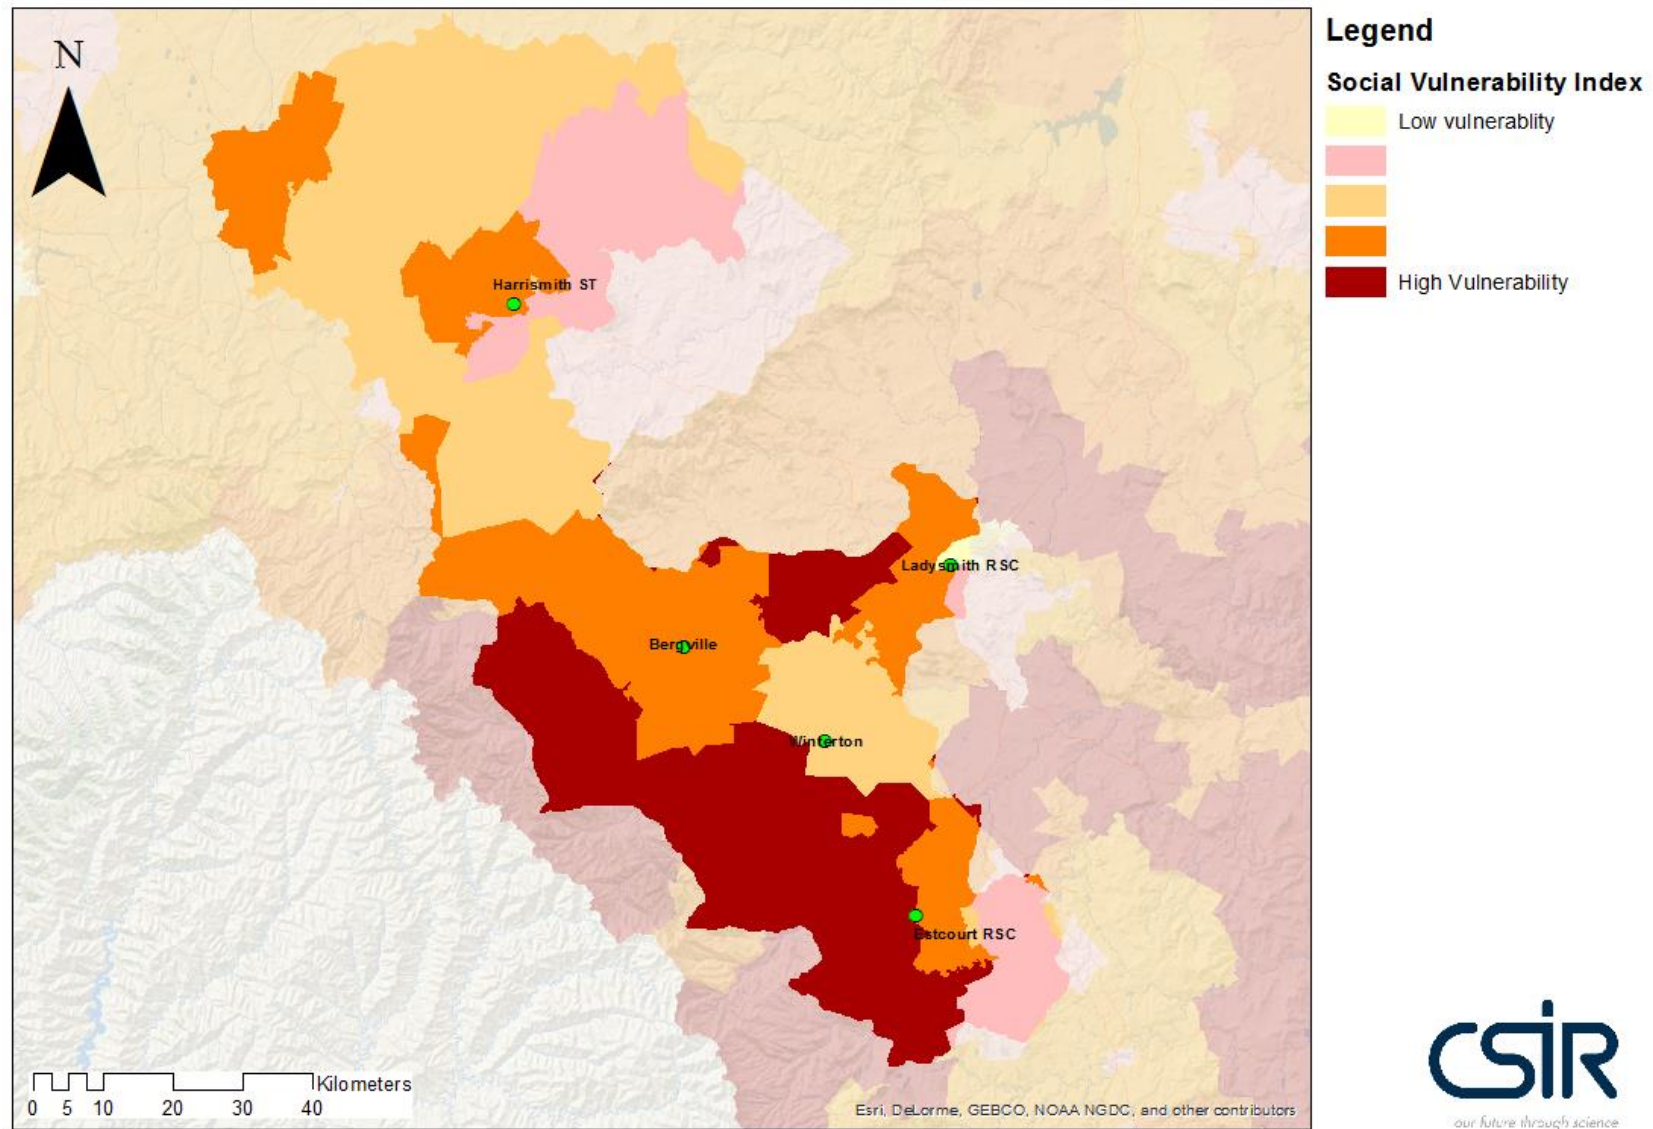 N
Harrismith ST
Ladysmith RSC
Bergville
Winterton
Estcourt RSC
Kilometers
0 5 10 20 30 40
Esri, DeLorme, GEBCO, NOAA NGDC, and other contributors
Legend
Social Vulnerability Index
Low vulnerablity
High Vulnerability
CSIR
our future through science